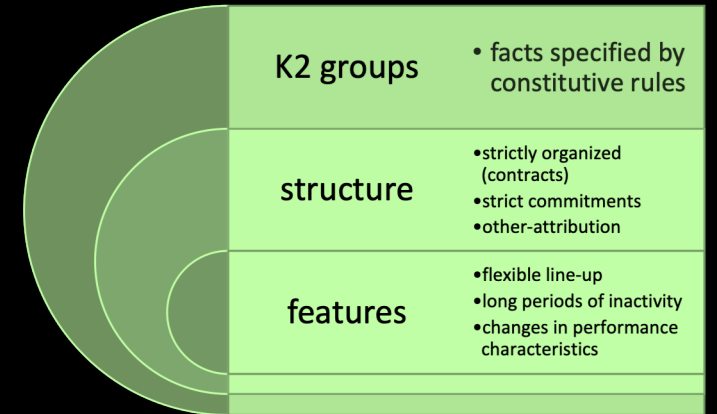 K2 groups
• facts specified by
constitutive rules
structure
•strictly organized
(contracts)
•strict commitments
•other-attribution
features
•flexible line-up
•long periods of inactivity
•changes in performance
characteristics